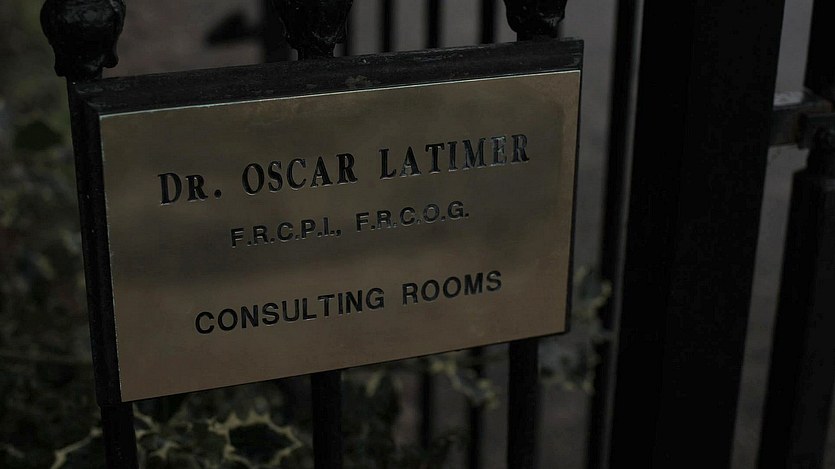 DR. OSCAR LATIMER
F.R.C.P.I., F.R.C.O.G.
CONSULTING ROOMS